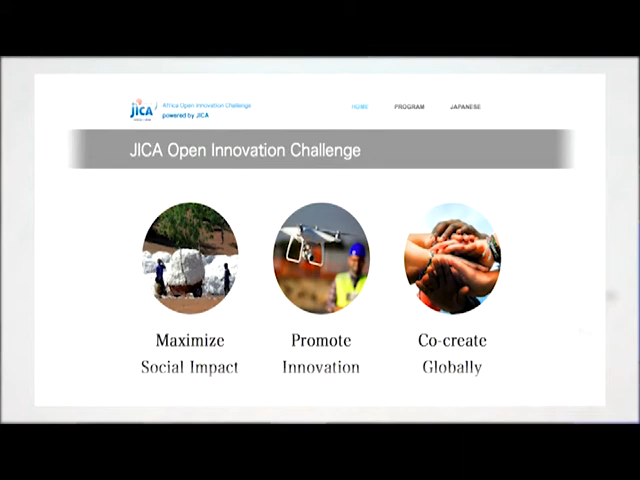 JICA
Africa Open Innovation Challenge
powered by JICA
HOME PROGRAM JAPANESE
JICA Open Innovation Challenge
Maximize Promote Co-create
Social Impact Innovation Globally